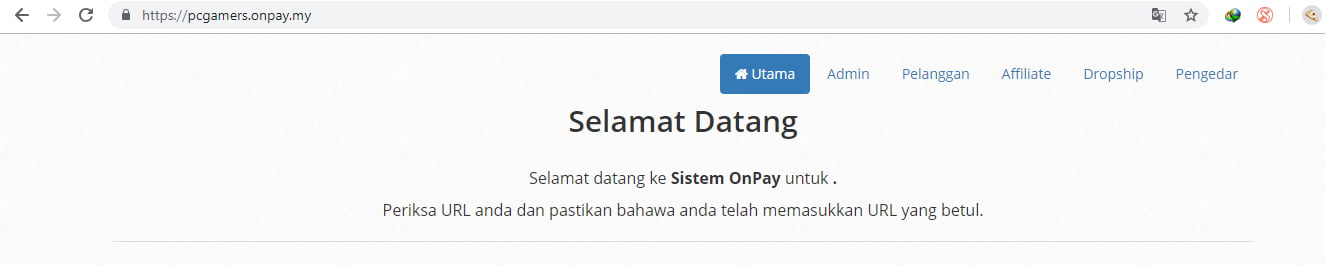 https://pcgamers.onpay.my
Utama Admin Pelanggan Affiliate Dropship Pengedar
Selamat Datang
Selamat datang ke Sistem OnPay untuk .
Periksa URL anda dan pastikan bahawa anda telah memasukkan URL yang betul.